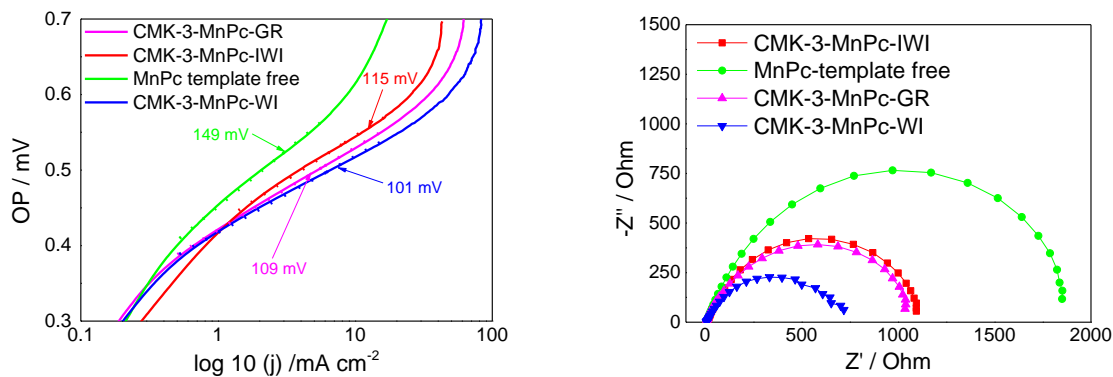 0.7
0.6
0.5
0.4
0.3
OP / mV
CMK-3-MnPc-GR
CMK-3-MnPc-IWI
MnPc template free
CMK-3-MnPc-WI
115 mV
149 mV
101 mV
109 mV
0.1 1 10 100
log 10 (j) /mA cm-2
1500
1250
1000
750
500
250
0
-Z'' / Ohm
CMK-3-MnPc-IWI
MnPc-template free
CMK-3-MnPc-GR
CMK-3-MnPc-WI
0 500 1000 1500 2000
Z' / Ohm